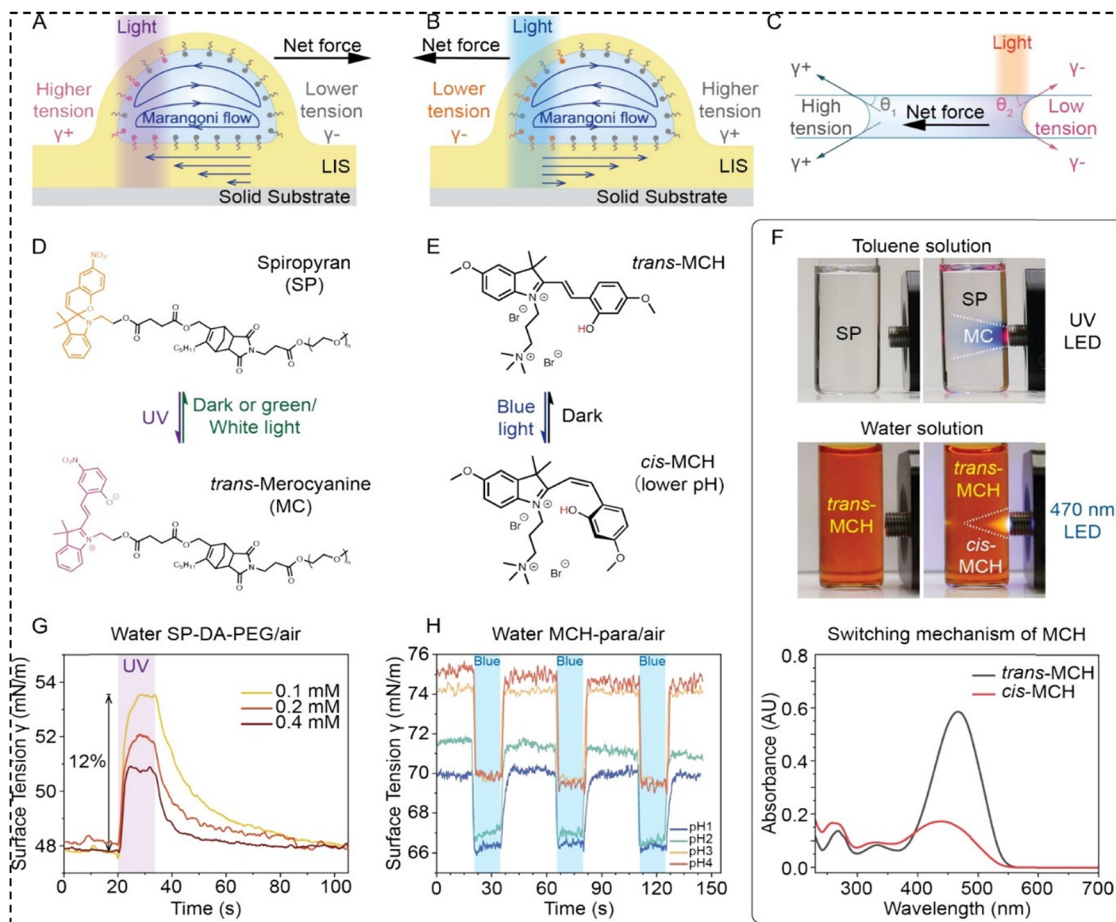 A
Light
Net force
Higher
tension
γ+
Lower
tension
γ-
Marangoni flow
LIS
Solid Substrate
B
Light
Net force
Lower
tension
γ-
Higher
tension
γ+
Marangoni flow
LIS
Solid Substrate
C
Light
γ+
γ-
θ1
θ2
High
tension
Net force
Low
tension
γ+
γ-
D
NO2
Spiropyran
(SP)
C5H11
UV
Dark or green/
White light
NO2
trans-Merocyanine
(MC)
C5H11
E
trans-MCH
HO
Br⊖
Br⊖
Blue
light
Dark
cis-MCH
(lower pH)
HO
Br⊖
Br⊖
F
Toluene solution
SP
SP
MC
UV
LED
Water solution
trans-
MCH
trans-
MCH
cis-
MCH
470 nm
LED
G
Water SP-DA-PEG/air
UV
0.1 mM
0.2 mM
0.4 mM
12%
Surface Tension γ (mN/m)
54
52
50
48
0 20 40 60 80 100
Time (s)
H
Water MCH-para/air
Blue Blue Blue
Surface Tension γ (mN/m)
76
74
72
70
68
66
pH1
pH2
pH3
pH4
0 30 60 90 120 150
Time (s)
Switching mechanism of MCH
trans-MCH
cis-MCH
Absorbance (AU)
0.8
0.6
0.4
0.2
0.0
300 400 500 600 700
Wavelength (nm)